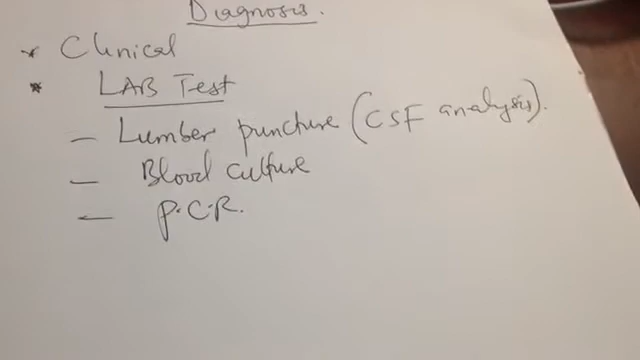 Diagnosis.
* Clinical
* LAB Test
— Lumber puncture (CSF analysis).
— Blood culture
— P.C.R.